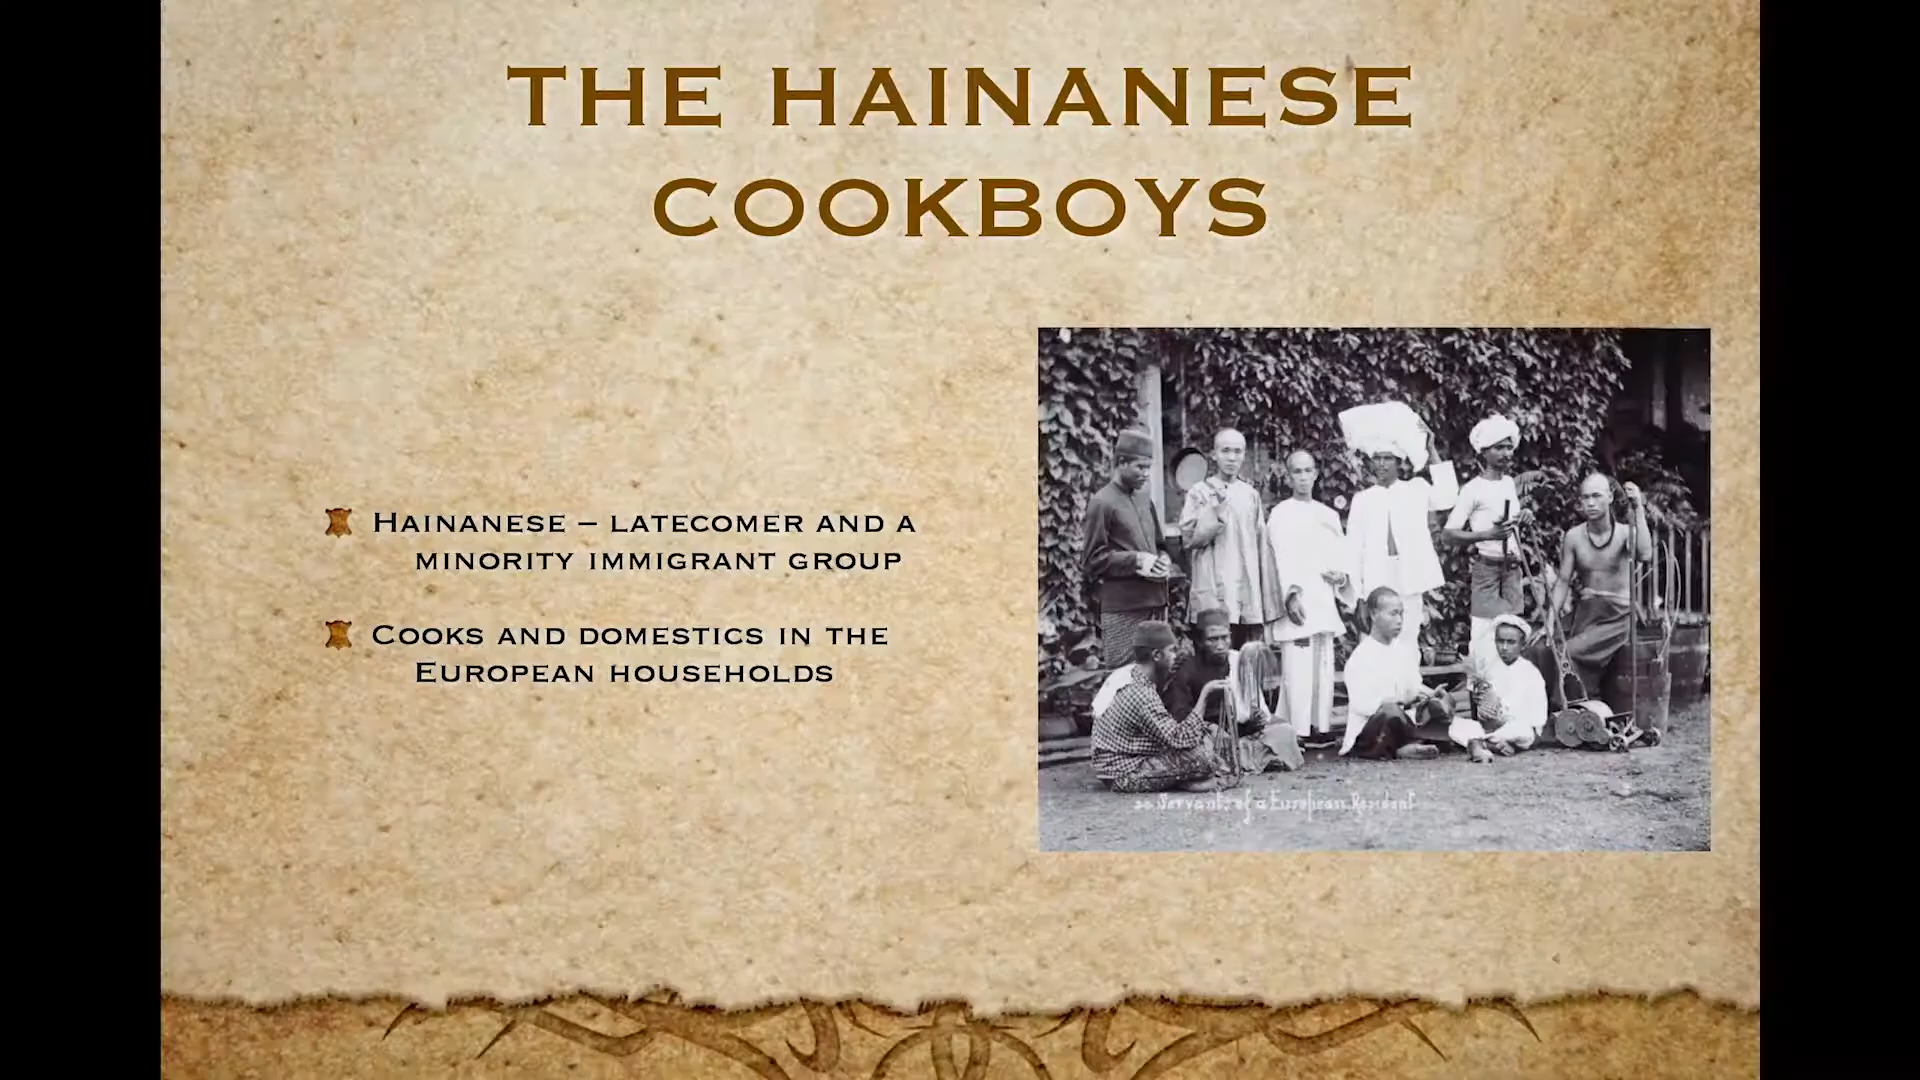 THE HAINANESE
COOKBOYS
HAINANESE – LATECOMER AND A
MINORITY IMMIGRANT GROUP
COOKS AND DOMESTICS IN THE
EUROPEAN HOUSEHOLDS
Servants of a European Resident